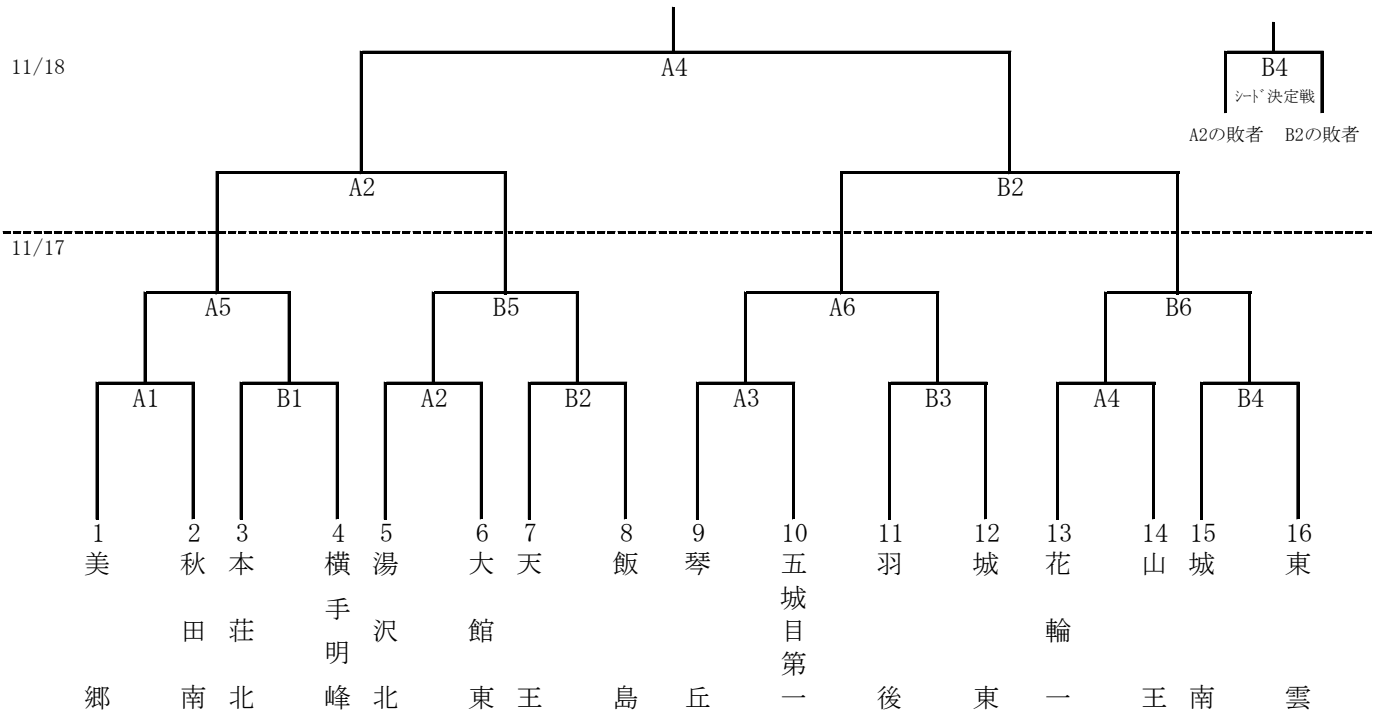 11/18
A4
B4
シード決定戦
A2の敗者 B2の敗者
A2
B2
11/17
A5
B5
A6
B6
A1
B1
A2
B2
A3
B3
A4
B4
1
美郷
2
秋田南
3
本荘北
4
横手明峰
5
湯沢北
6
大館東
7
天王
8
飯島
9
琴丘
10
五城目第一
11
羽後
12
城東
13
花輪一
14
山王
15
城南
16
東雲